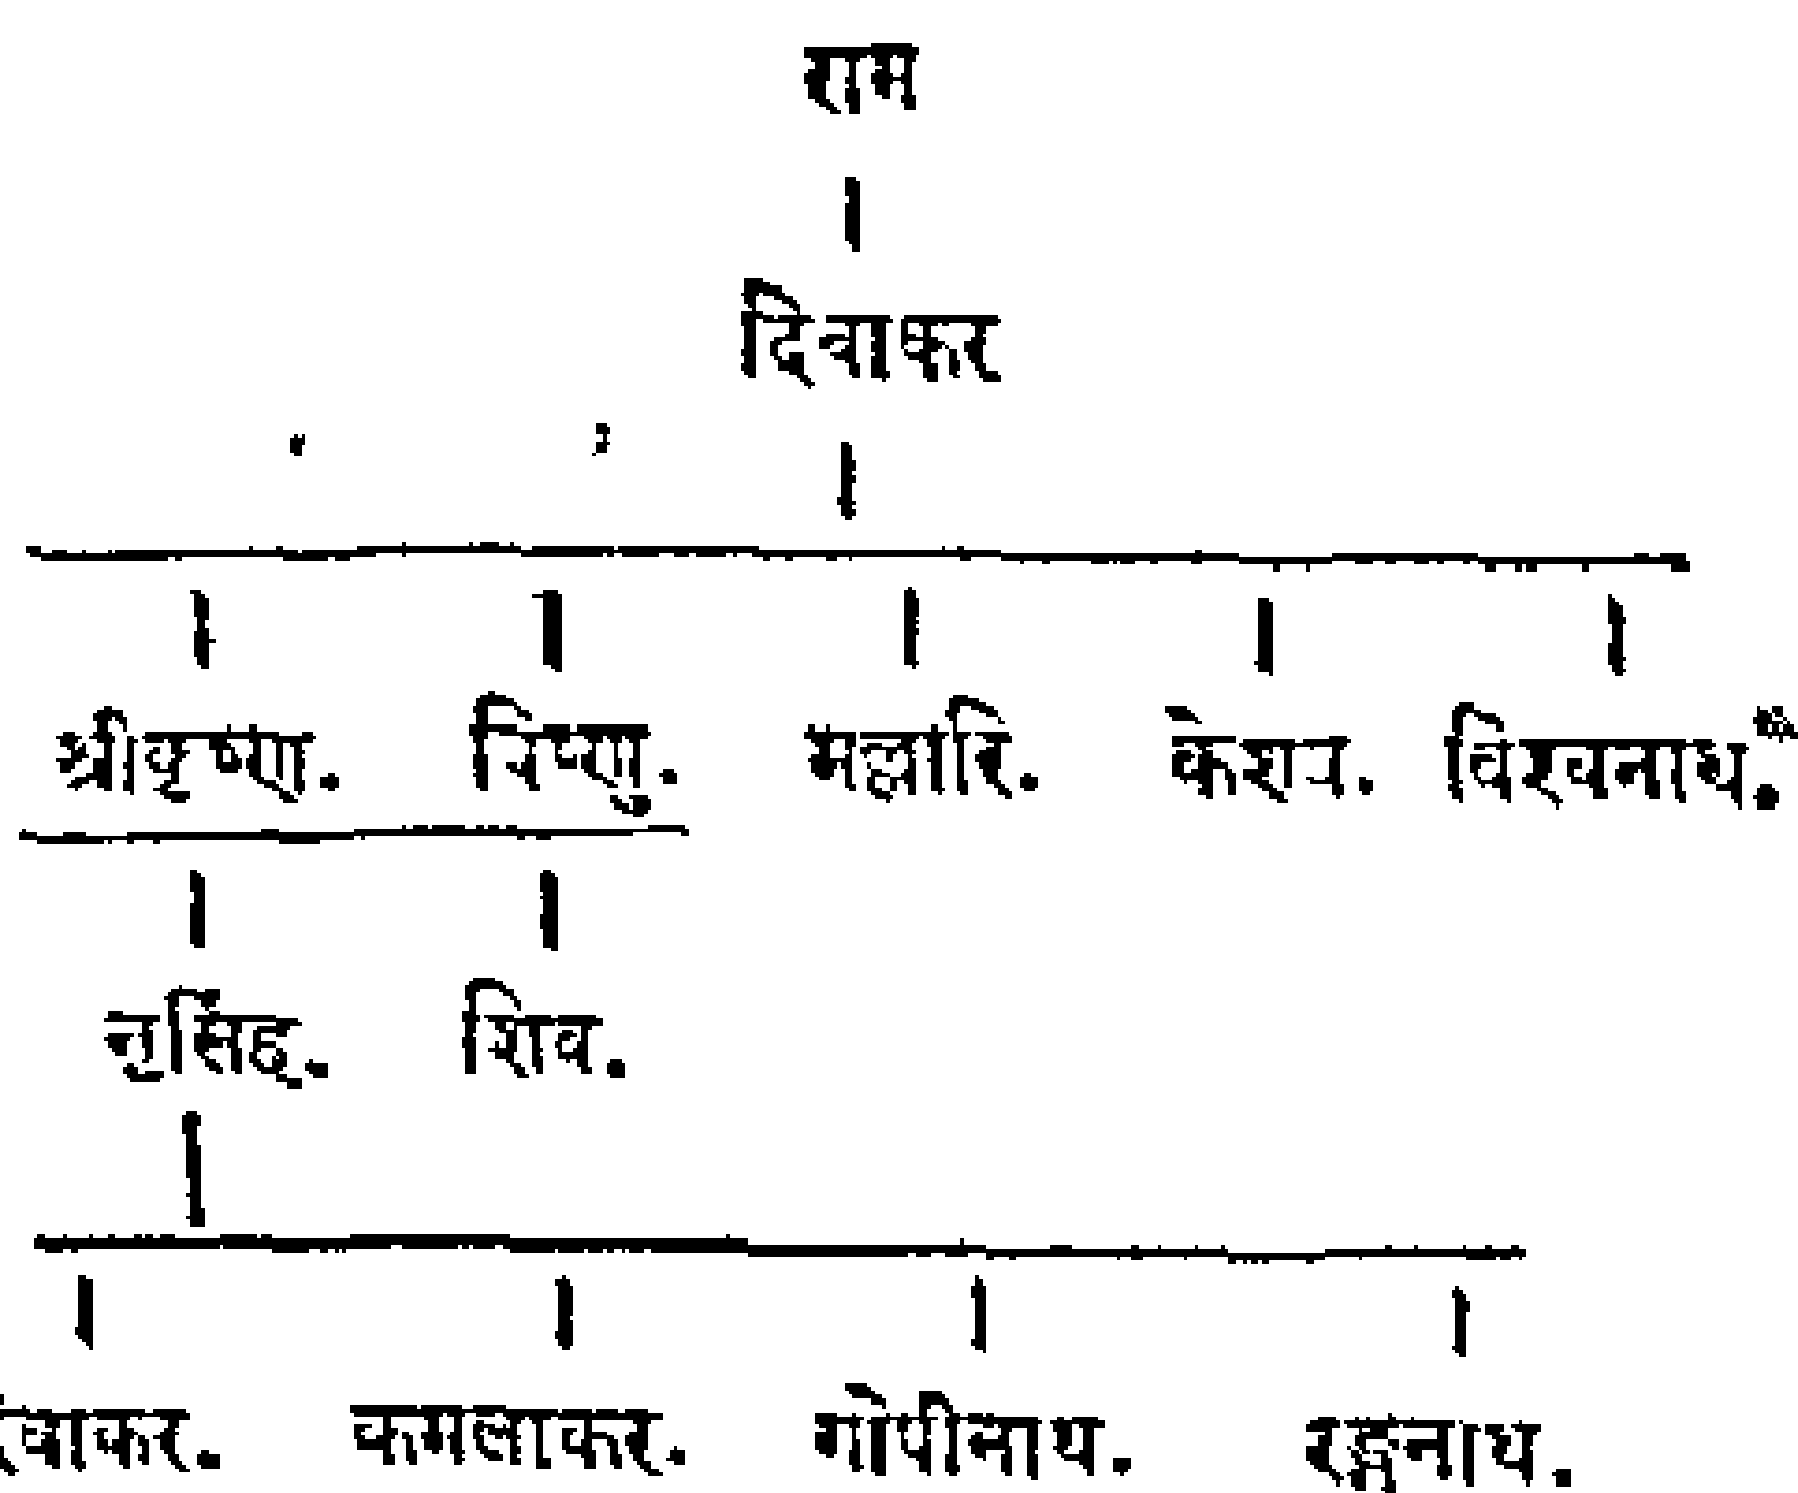 राम
दिवाकर
श्रीकृष्ण. विष्णु. मल्लारि. केशव. विश्वनाथ.*
नृसिंह. शिव.
दिवाकर. कमलाकर. गोपीनाथ. रङ्गनाथ.